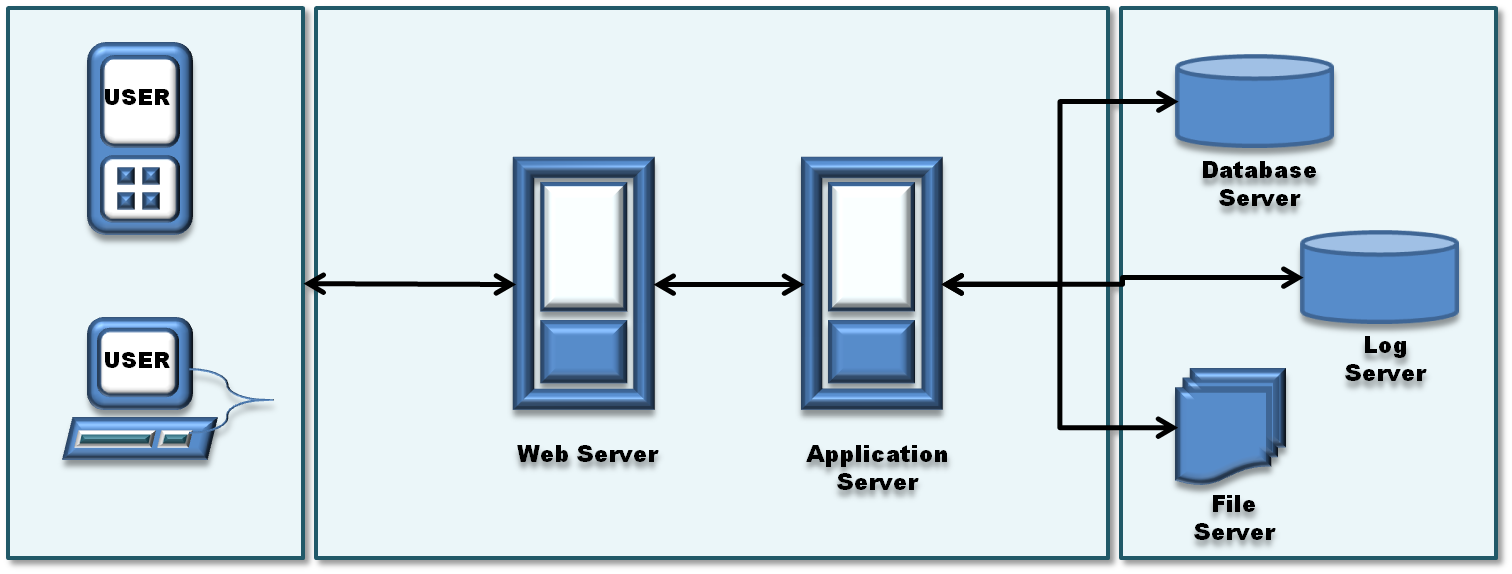 USER
USER
Web Server
Application
Server
Database
Server
Log
Server
File
Server